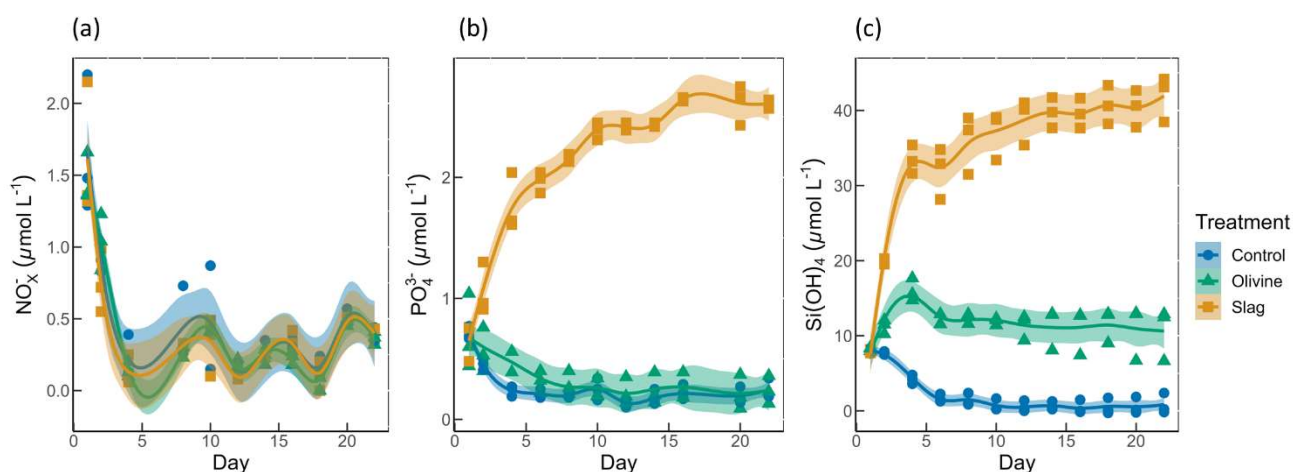 (a)
(b)
(c)
NOₓ⁻ (µmol L⁻¹)
2.0
1.5
1.0
0.5
0.0
0
5
10
15
20
Day
PO₄³⁻ (µmol L⁻¹)
2
1
0
0
5
10
15
20
Day
Si(OH)₄ (µmol L⁻¹)
40
30
20
10
0
0
5
10
15
20
Day
Treatment
Control
Olivine
Slag